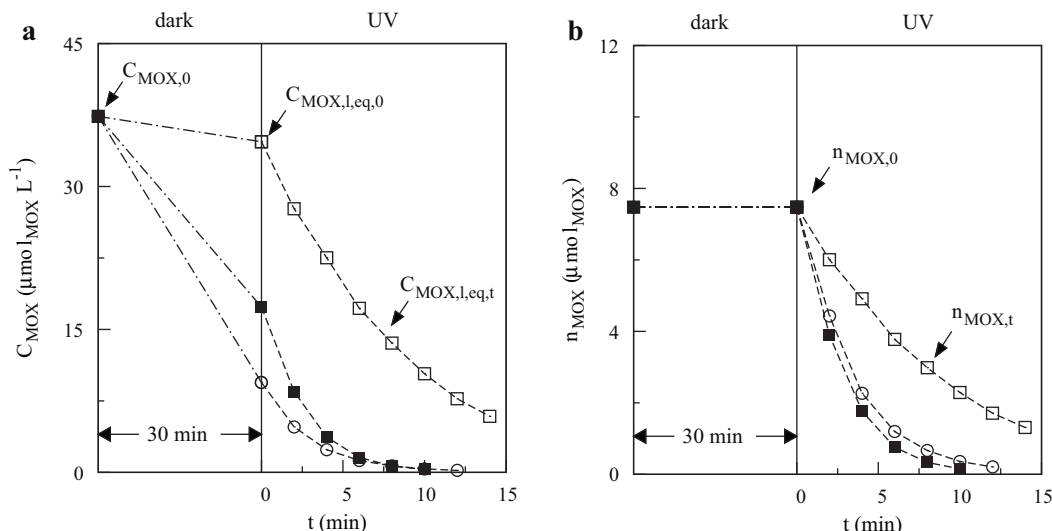 a
dark
UV
C_MOX (µmol_MOX L⁻¹)
45
30
15
0
C_MOX,0
C_MOX,l,eq,0
C_MOX,l,eq,t
30 min
0
5
10
15
t (min)
b
dark
UV
n_MOX (µmol_MOX)
12
8
4
0
n_MOX,0
n_MOX,t
30 min
0
5
10
15
t (min)